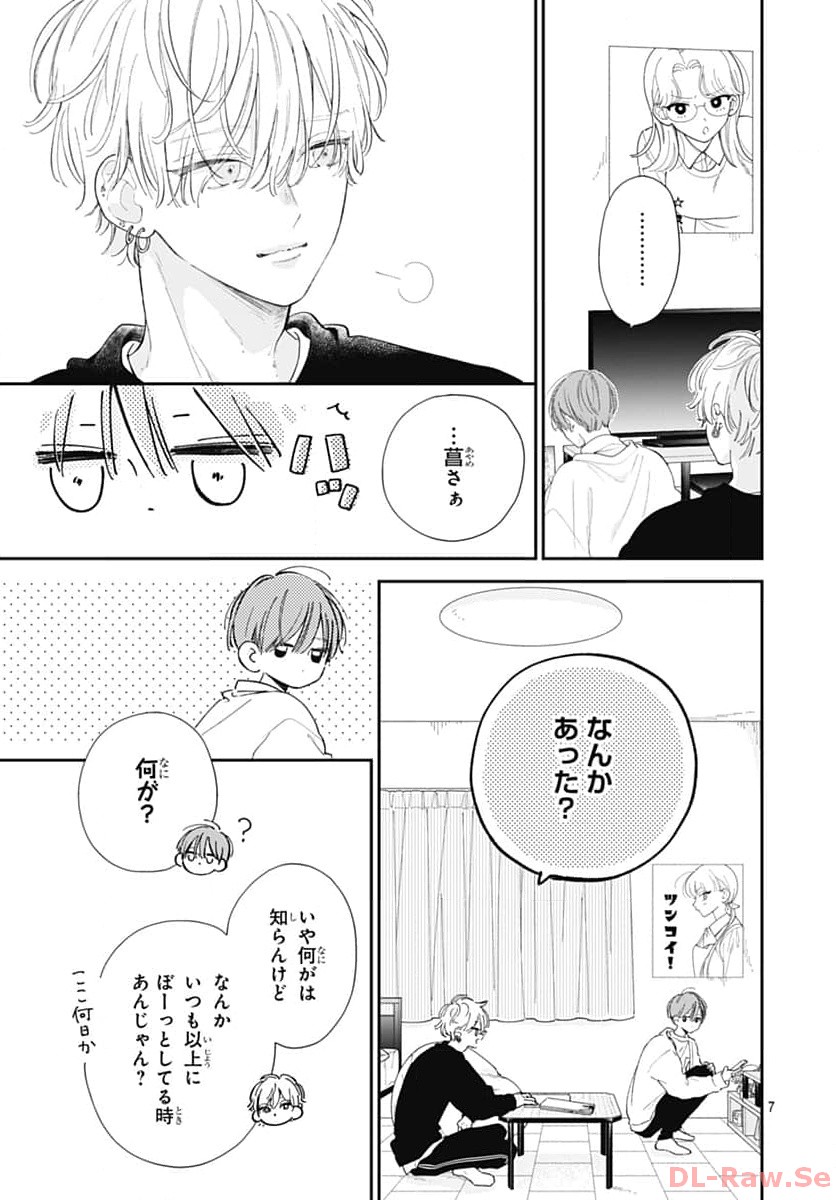 …………
…菖さぁ
パチ
なんか
あった?
ツンコイ!
何が?
?
いや何がは
知らんけど
なんか
いつも以上に
ぼーっとしてる時
あんじゃん?
ここ何日か
7
DL-Raw.Se